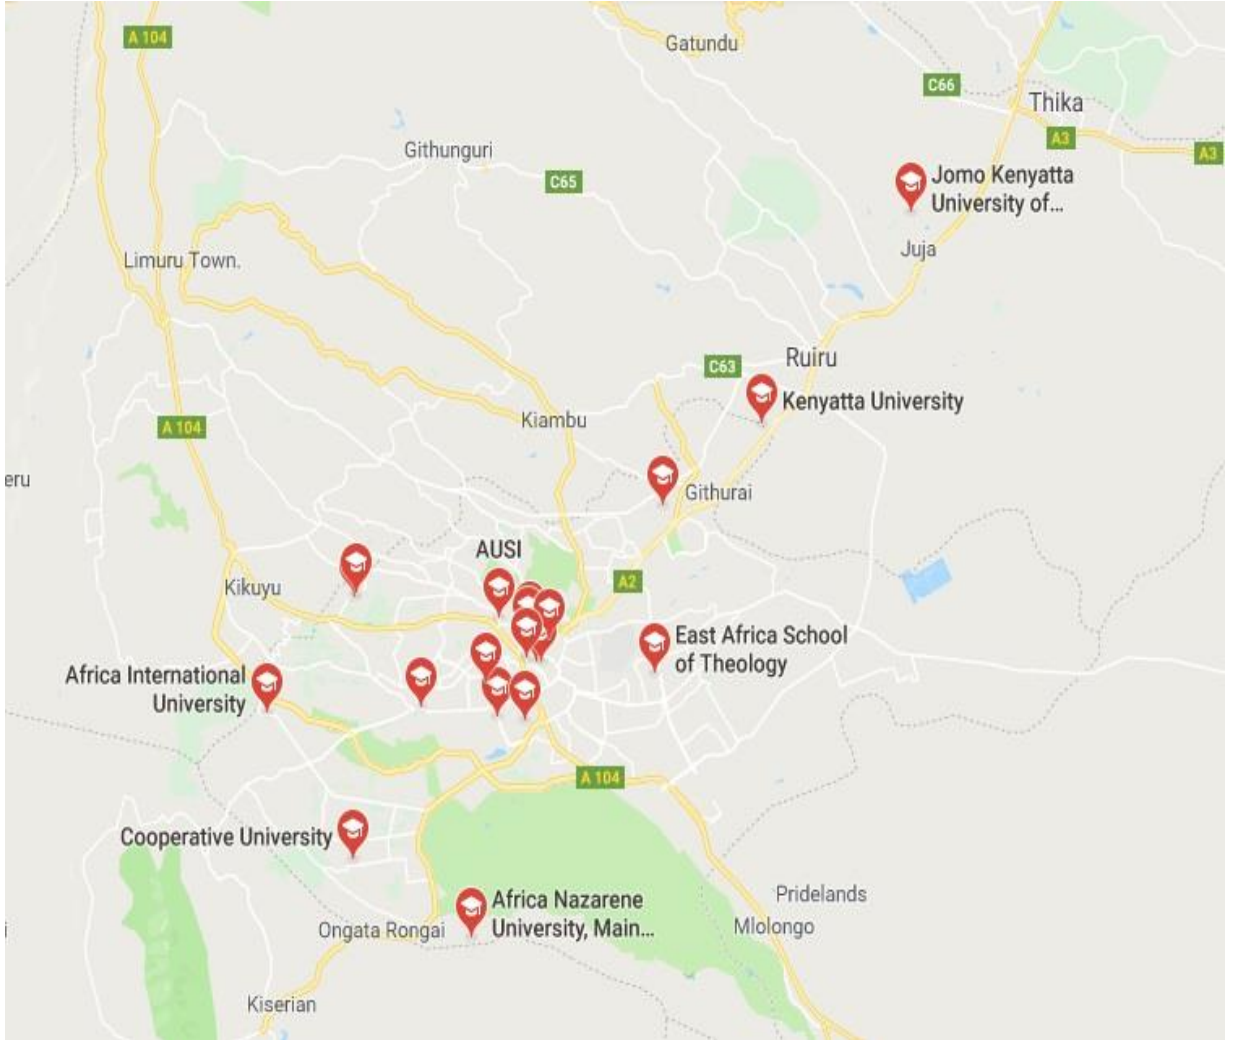 A 104
Gatundu
C66
Thika
A3
A3
Githunguri
C65
Jomo Kenyatta
University of...
Juja
Limuru Town.
Ruiru
C63
Kenyatta University
A 104
Kiambu
eru
Githurai
AUSI
Kikuyu
A2
East Africa School
of Theology
Africa International
University
A 104
Cooperative University
Pridelands
Africa Nazarene
University, Main...
Ongata Rongai
Mlolongo
Kiserian